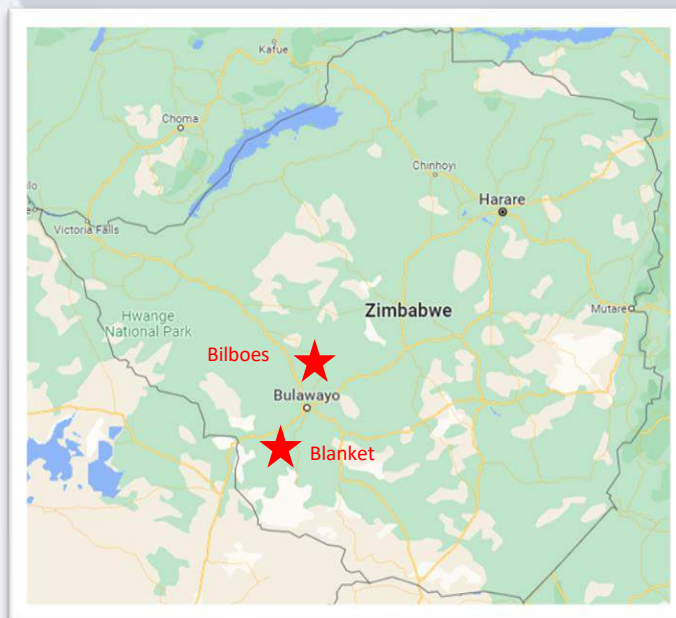 Kafue
Choma
Chinhoyi
Harare
Victoria Falls
Hwange
National Park
Zimbabwe
Mutare
Bilboes
Bulawayo
Blanket